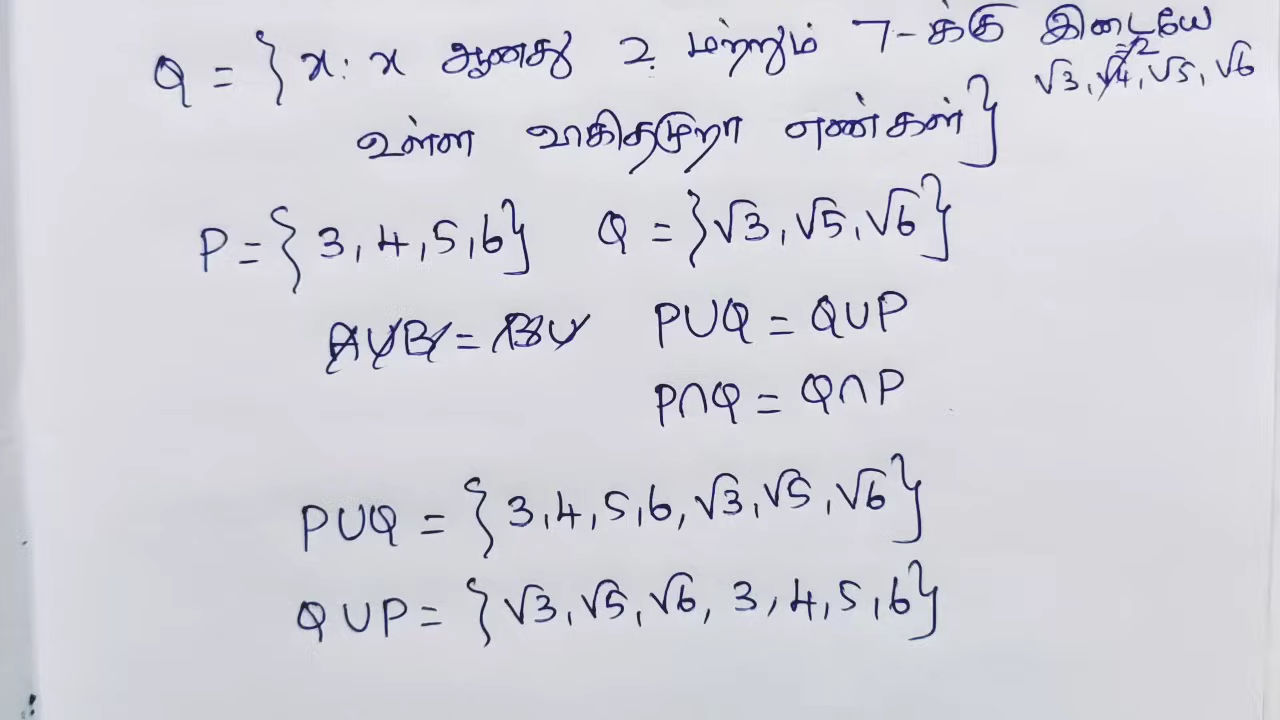 Q = { x : x ஆனது 2 மற்றும் 7-க்கு இடையே
√3, √4, =2 √5, √6
உள்ள விகிதமுறா எண்கள்}
P = {3, 4, 5, 6} Q = {√3, √5, √6}
A∪B = B∪ P∪Q = Q∪P
P∩Q = Q∩P
P∪Q = {3, 4, 5, 6, √3, √5, √6}
Q∪P = {√3, √5, √6, 3, 4, 5, 6}